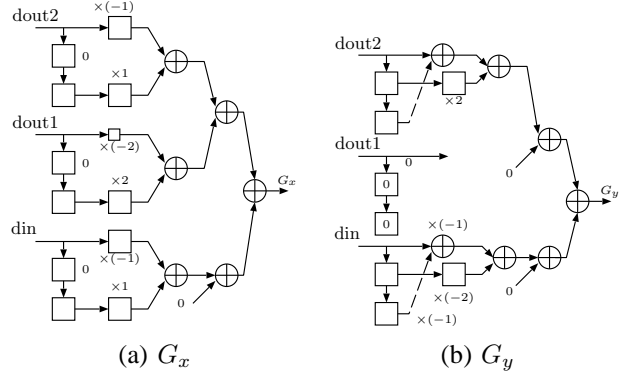 dout2
×(−1)
0
×1
dout1
×(−2)
0
×2
G_x
din
×(−1)
0
×1
0
(a) G_x
dout2
×2
dout1
0
0
0
0
G_y
din
×(−1)
×(−2)
0
×(−1)
(b) G_y